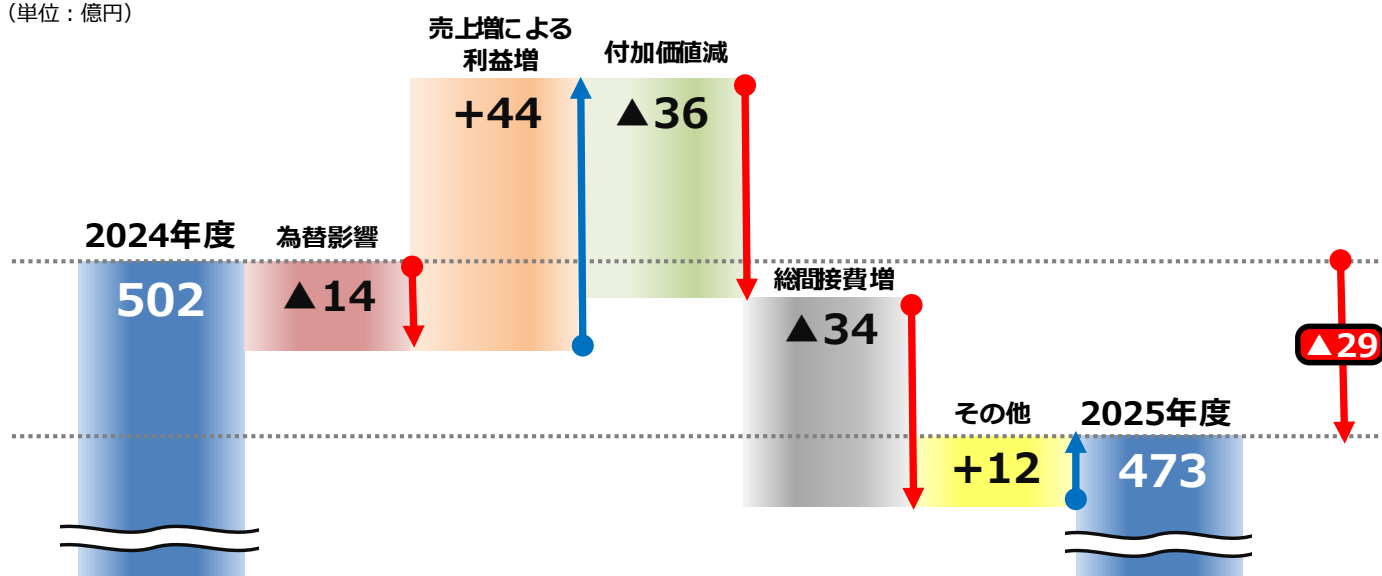 (単位：億円)
売上増による
利益増
付加価値減
+44
▲36
2024年度
為替影響
502
▲14
総間接費増
▲34
▲29
その他
2025年度
+12
473